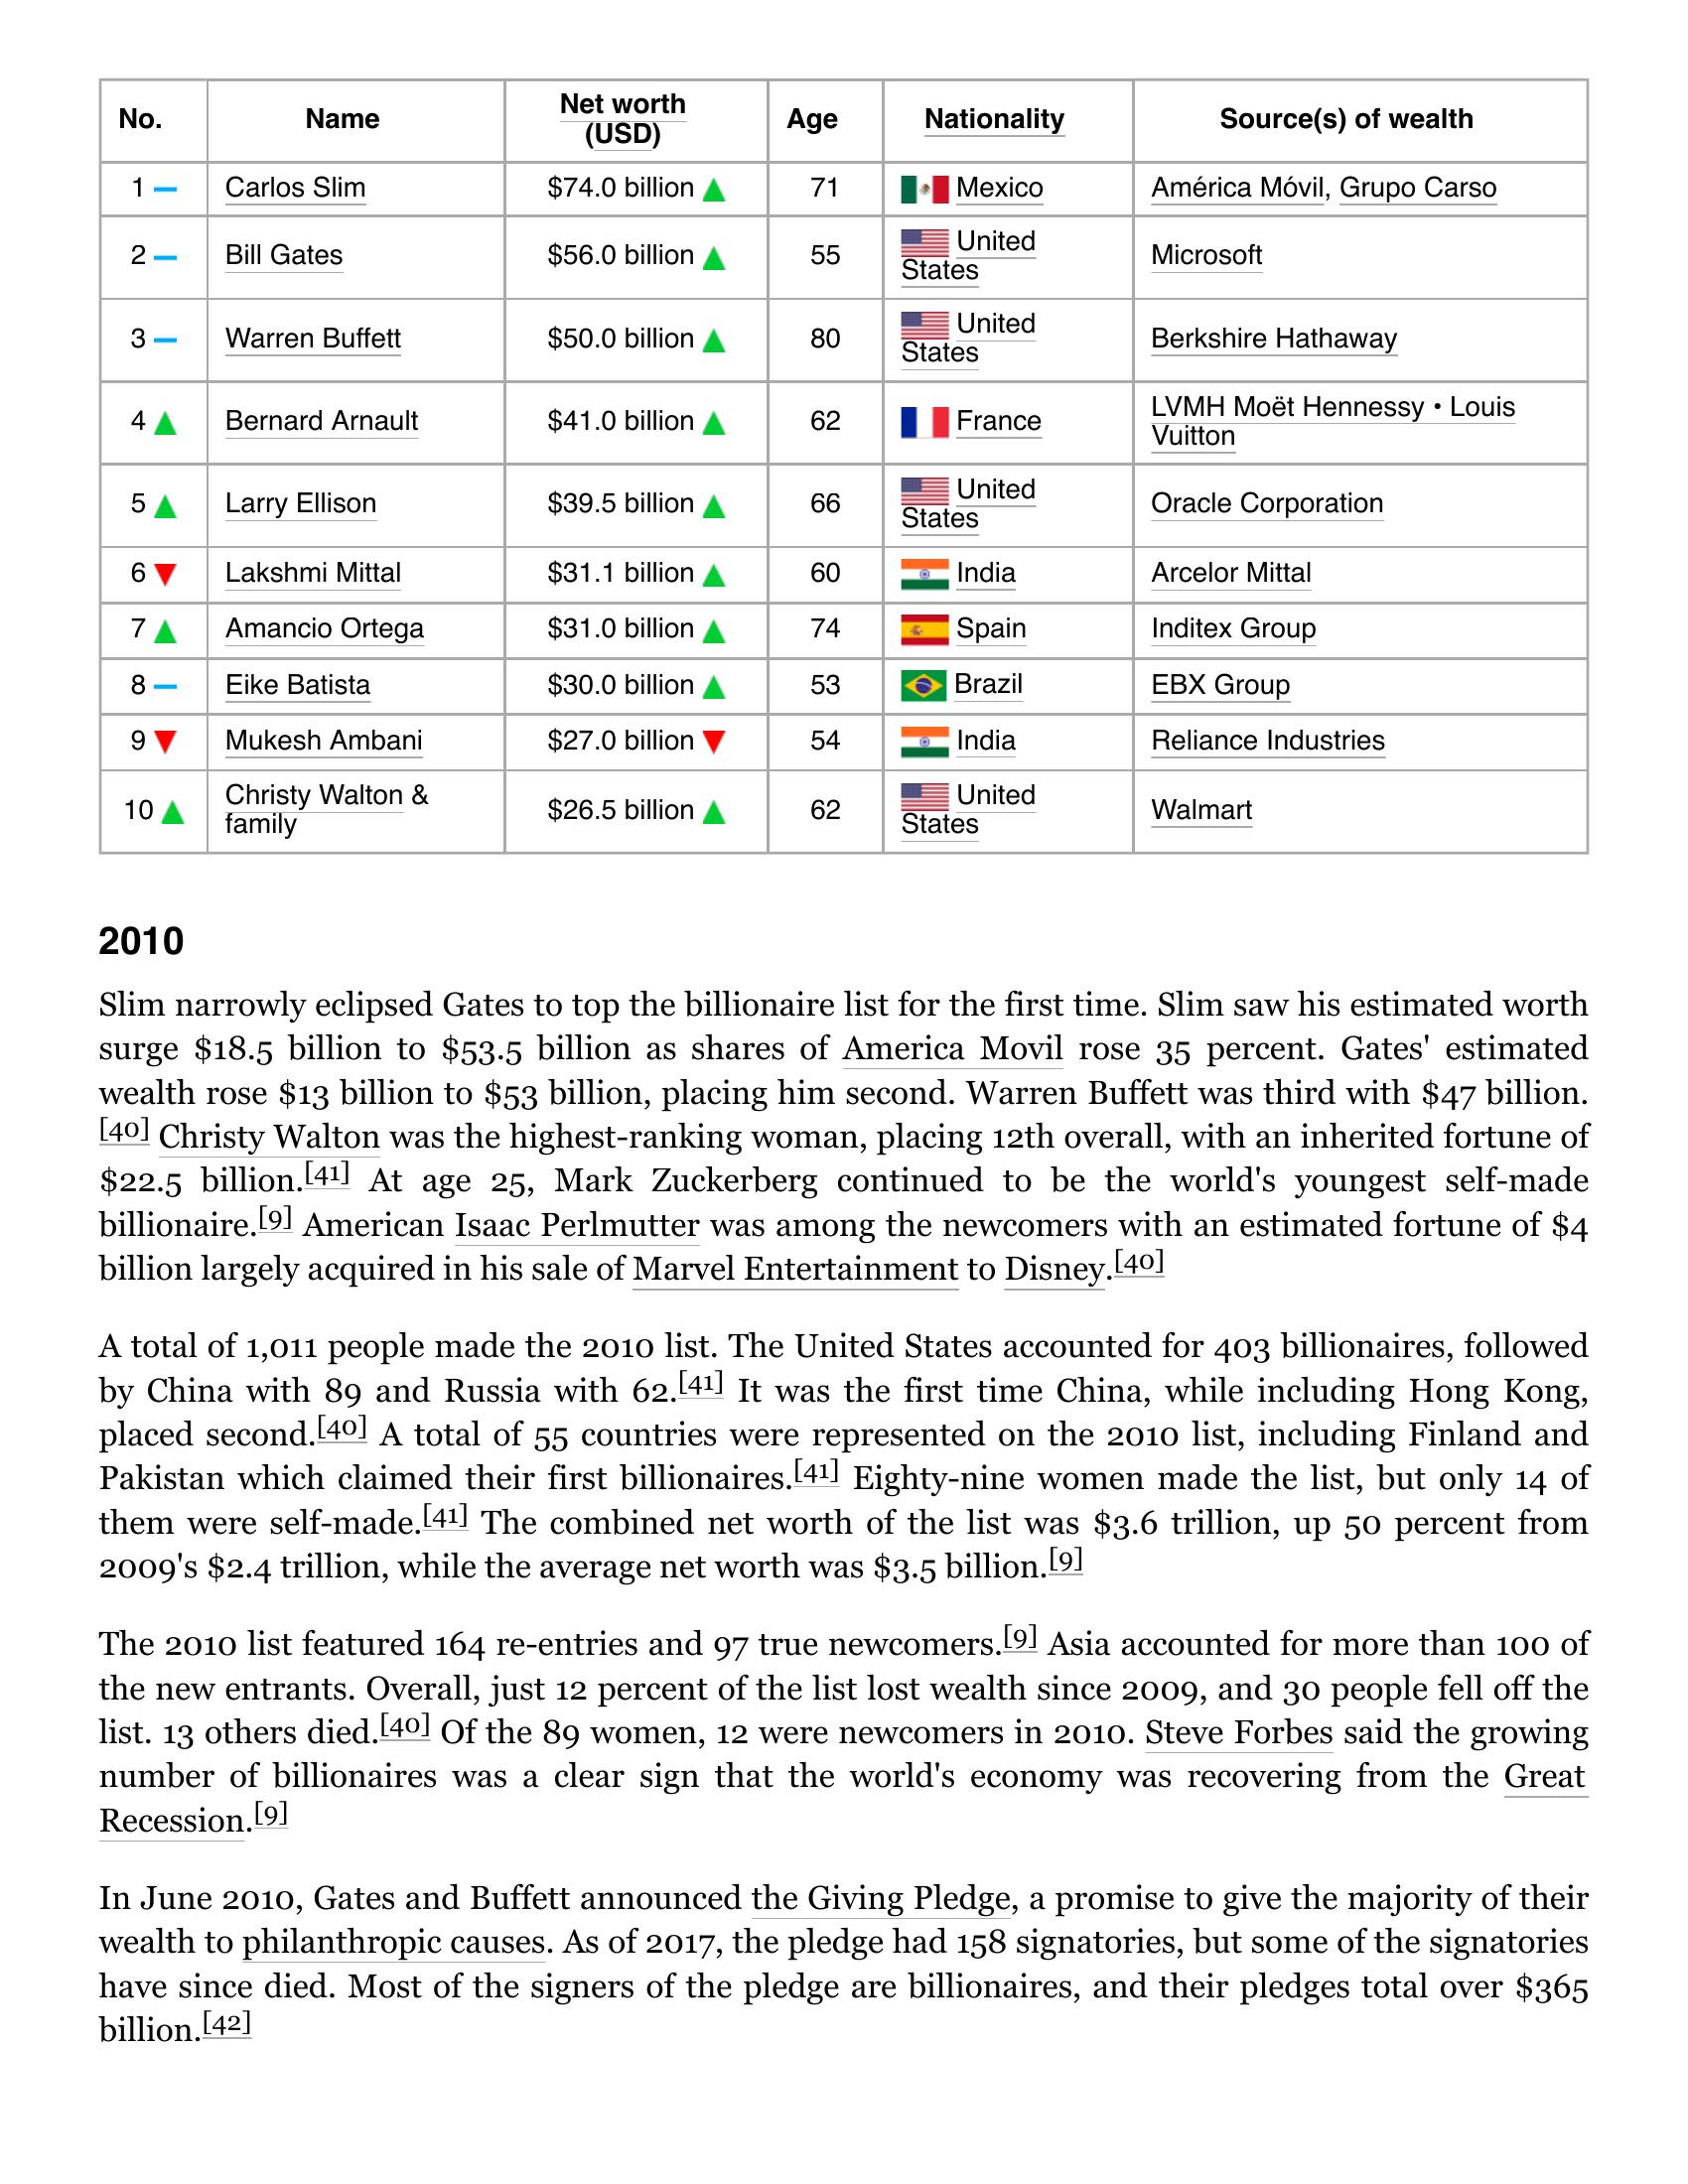 No. Name Net worth (USD) Age Nationality Source(s) of wealth
1 Carlos Slim $74.0 billion 71 Mexico América Móvil, Grupo Carso
2 Bill Gates $56.0 billion 55 United States Microsoft
3 Warren Buffett $50.0 billion 80 United States Berkshire Hathaway
4 Bernard Arnault $41.0 billion 62 France LVMH Moët Hennessy • Louis Vuitton
5 Larry Ellison $39.5 billion 66 United States Oracle Corporation
6 Lakshmi Mittal $31.1 billion 60 India Arcelor Mittal
7 Amancio Ortega $31.0 billion 74 Spain Inditex Group
8 Eike Batista $30.0 billion 53 Brazil EBX Group
9 Mukesh Ambani $27.0 billion 54 India Reliance Industries
10 Christy Walton & family $26.5 billion 62 United States Walmart
2010
Slim narrowly eclipsed Gates to top the billionaire list for the first time. Slim saw his estimated worth
surge $18.5 billion to $53.5 billion as shares of America Movil rose 35 percent. Gates' estimated
wealth rose $13 billion to $53 billion, placing him second. Warren Buffett was third with $47 billion.
[40] Christy Walton was the highest-ranking woman, placing 12th overall, with an inherited fortune of
$22.5 billion.[41] At age 25, Mark Zuckerberg continued to be the world's youngest self-made
billionaire.[9] American Isaac Perlmutter was among the newcomers with an estimated fortune of $4
billion largely acquired in his sale of Marvel Entertainment to Disney.[40]
A total of 1,011 people made the 2010 list. The United States accounted for 403 billionaires, followed
by China with 89 and Russia with 62.[41] It was the first time China, while including Hong Kong,
placed second.[40] A total of 55 countries were represented on the 2010 list, including Finland and
Pakistan which claimed their first billionaires.[41] Eighty-nine women made the list, but only 14 of
them were self-made.[41] The combined net worth of the list was $3.6 trillion, up 50 percent from
2009's $2.4 trillion, while the average net worth was $3.5 billion.[9]
The 2010 list featured 164 re-entries and 97 true newcomers.[9] Asia accounted for more than 100 of
the new entrants. Overall, just 12 percent of the list lost wealth since 2009, and 30 people fell off the
list. 13 others died.[40] Of the 89 women, 12 were newcomers in 2010. Steve Forbes said the growing
number of billionaires was a clear sign that the world's economy was recovering from the Great
Recession.[9]
In June 2010, Gates and Buffett announced the Giving Pledge, a promise to give the majority of their
wealth to philanthropic causes. As of 2017, the pledge had 158 signatories, but some of the signatories
have since died. Most of the signers of the pledge are billionaires, and their pledges total over $365
billion.[42]